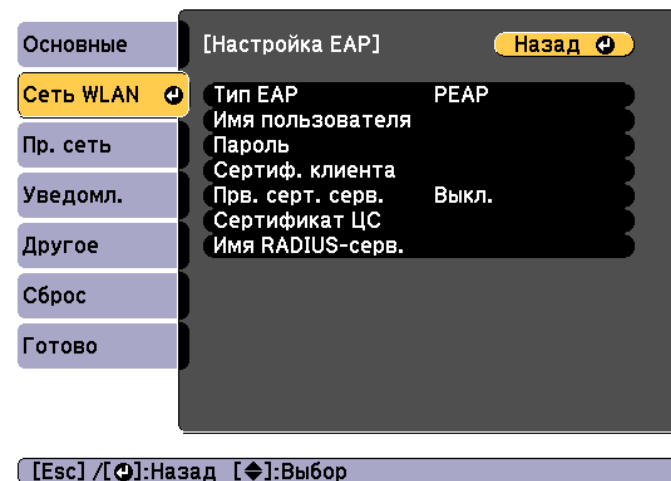 Основные
[Настройка EAP]
Назад
Сеть WLAN
Тип EAP PEAP
Имя пользователя
Пр. сеть
Пароль
Сертиф. клиента
Уведомл.
Прв. серт. серв. Выкл.
Сертификат ЦС
Другое
Имя RADIUS-серв.
Сброс
Готово
[Esc] /[]:Назад []:Выбор